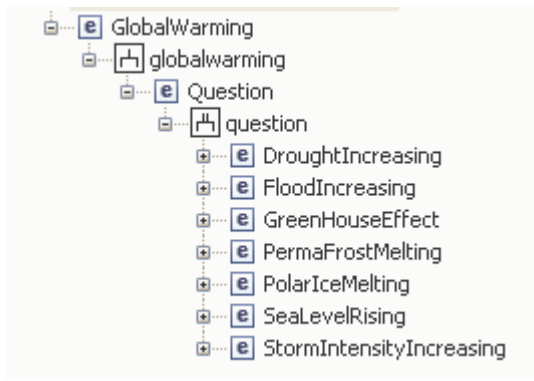 e GlobalWarming
globalwarming
e Question
question
e DroughtIncreasing
e FloodIncreasing
e GreenHouseEffect
e PermaFrostMelting
e PolarIceMelting
e SeaLevelRising
e StormIntensityIncreasing